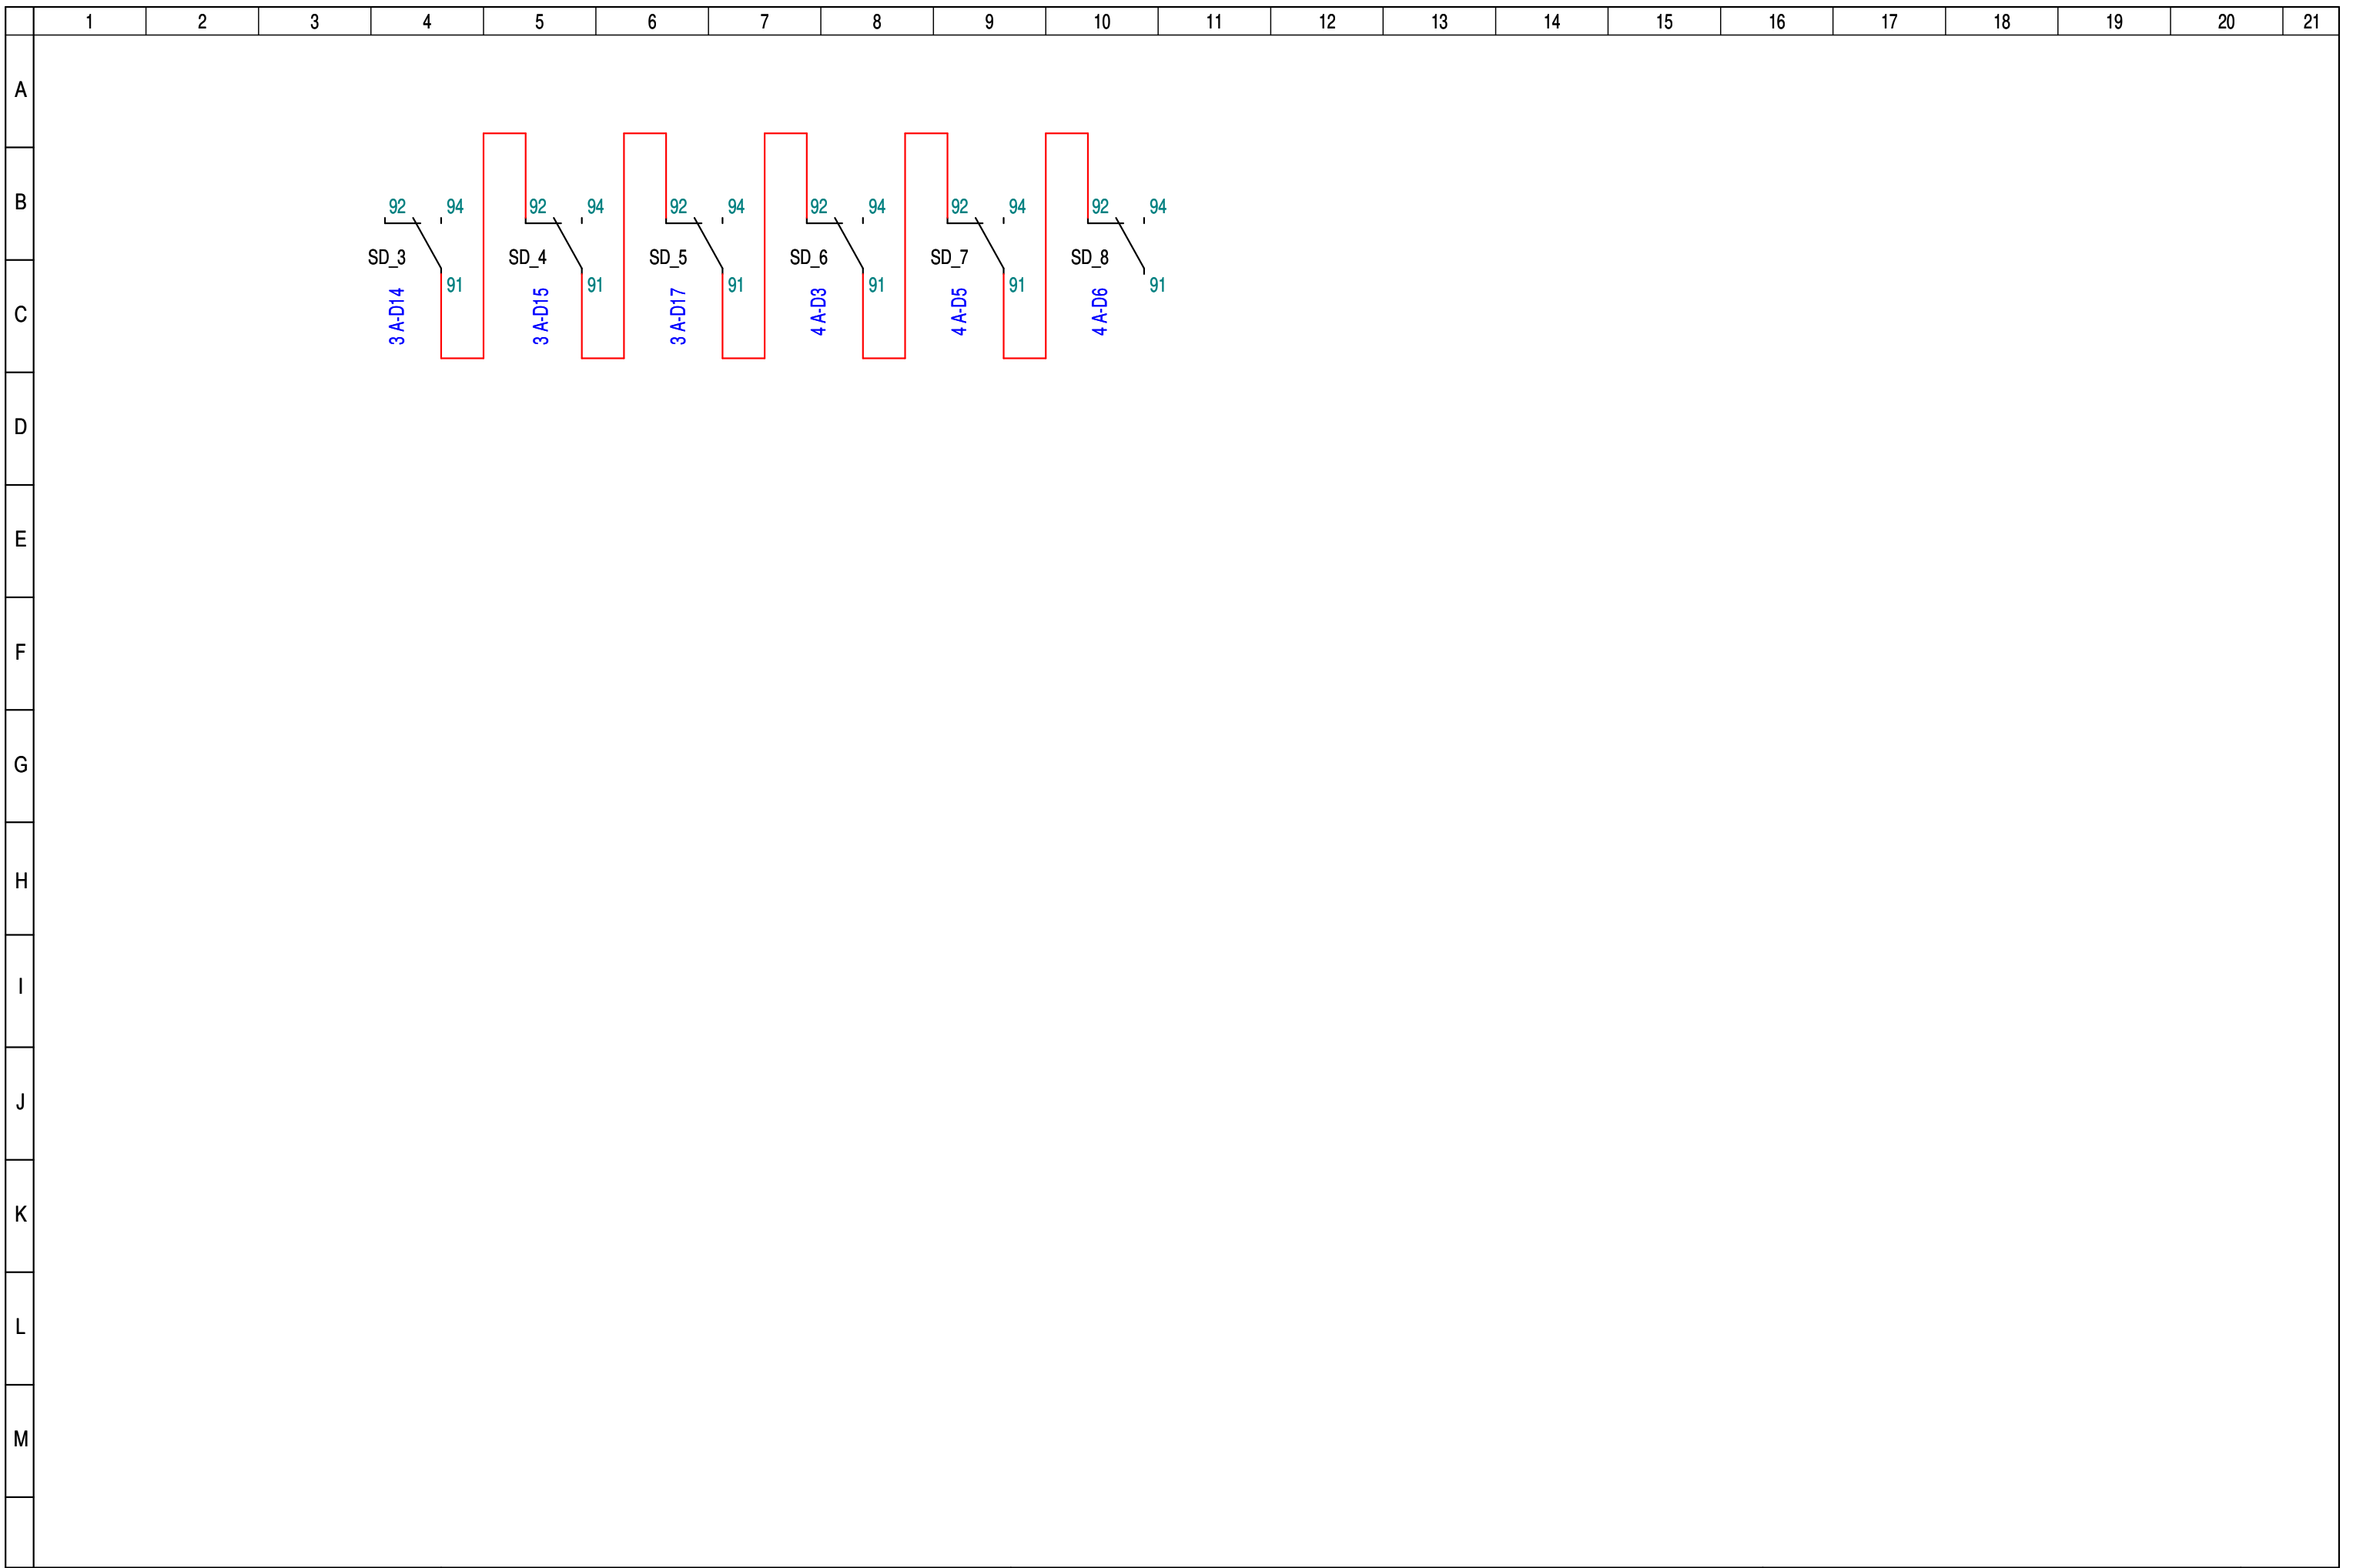 1 2 3 4 5 6 7 8 9 10 11 12 13 14 15 16 17 18 19 20 21
A
B
92 94 92 94 92 94 92 94 92 94 92 94
SD_3 SD_4 SD_5 SD_6 SD_7 SD_8
91 91 91 91 91 91
C
3 A-D14 3 A-D15 3 A-D17 4 A-D3 4 A-D5 4 A-D6
D
E
F
G
H
I
J
K
L
M